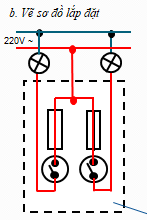 b. Vẽ sơ đồ lắp đặt
220V ~